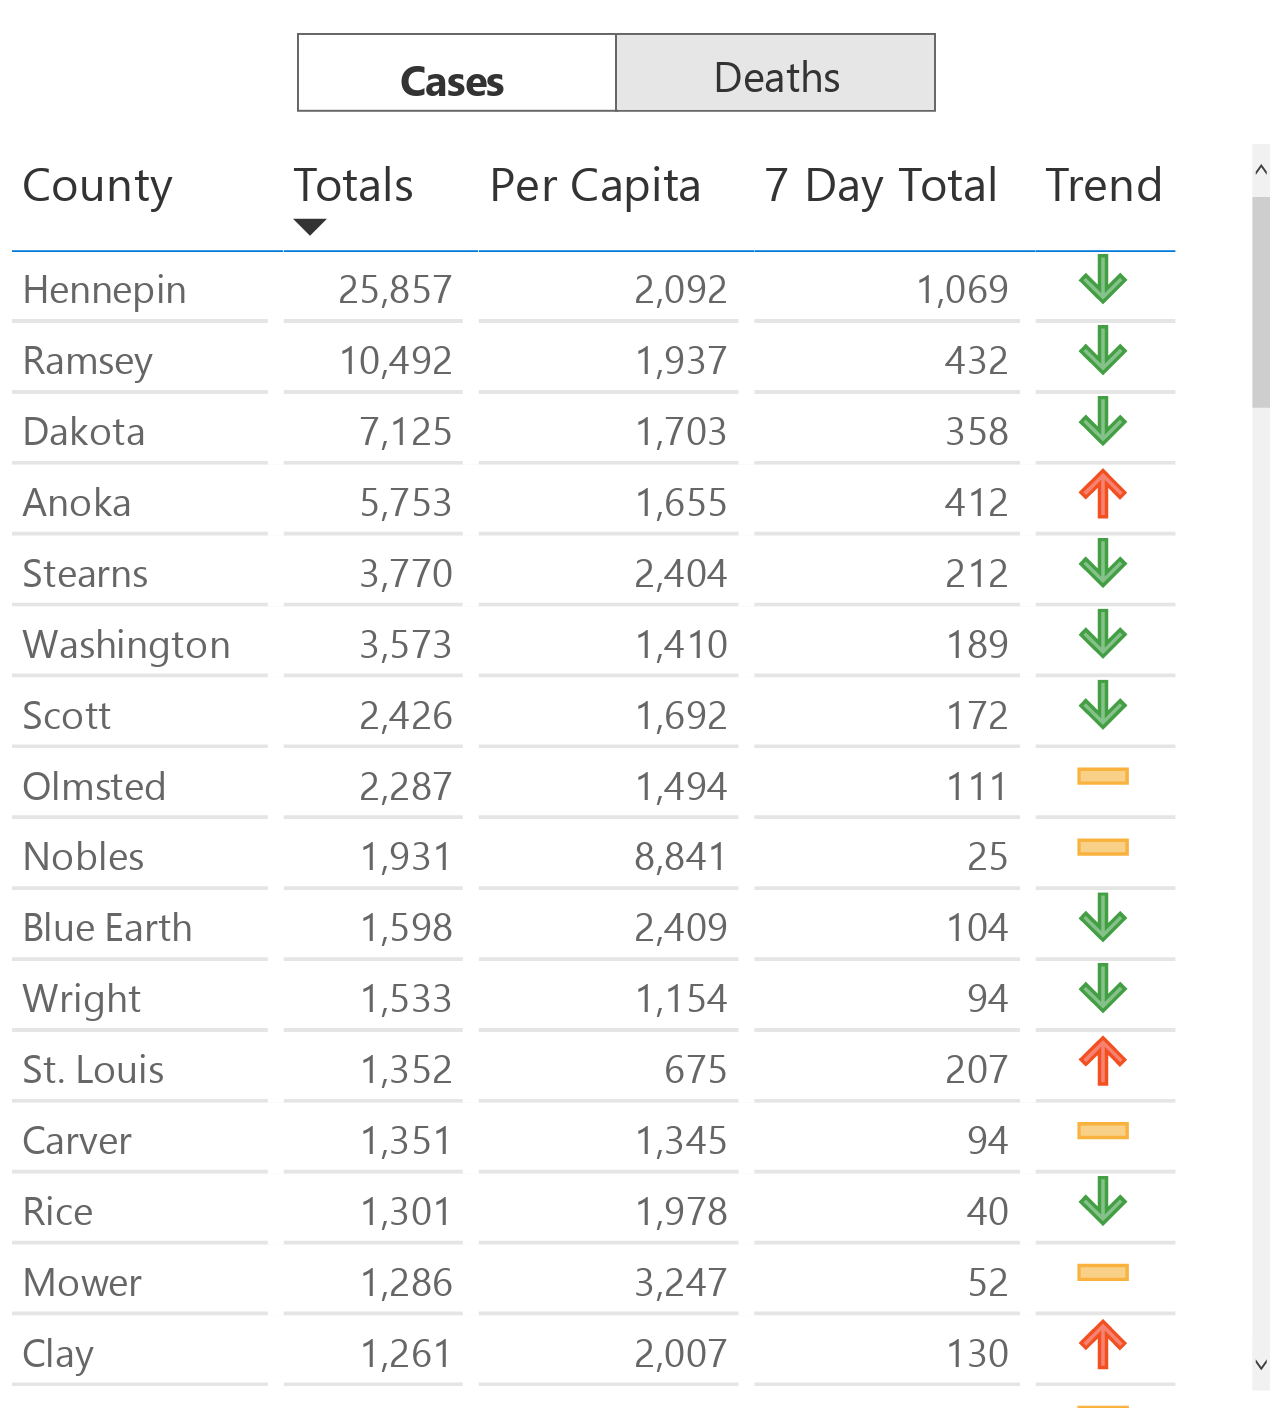 Cases Deaths
County Totals Per Capita 7 Day Total Trend
Hennepin 25,857 2,092 1,069
Ramsey 10,492 1,937 432
Dakota 7,125 1,703 358
Anoka 5,753 1,655 412
Stearns 3,770 2,404 212
Washington 3,573 1,410 189
Scott 2,426 1,692 172
Olmsted 2,287 1,494 111
Nobles 1,931 8,841 25
Blue Earth 1,598 2,409 104
Wright 1,533 1,154 94
St. Louis 1,352 675 207
Carver 1,351 1,345 94
Rice 1,301 1,978 40
Mower 1,286 3,247 52
Clay 1,261 2,007 130